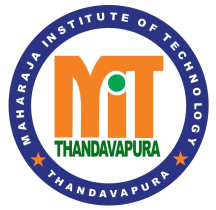 MAHARAJA INSTITUTE OF TECHNOLOGY
MIT
THANDAVAPURA
THANDAVAPURA